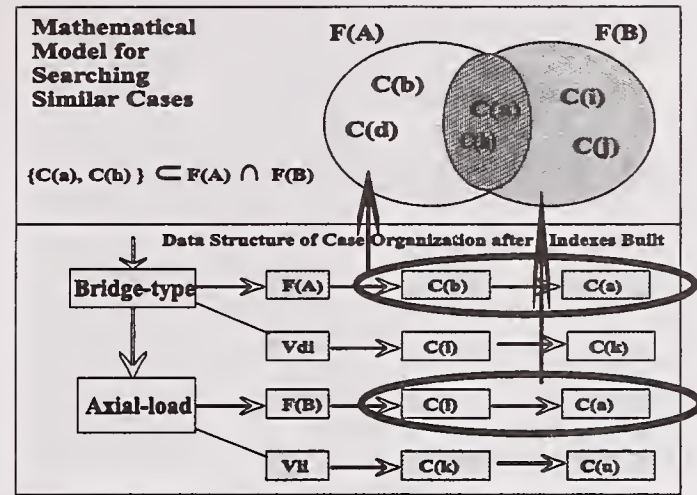 Mathematical
Model for
Searching
Similar Cases
F(A)
F(B)
C(b)
C(d)
C(a)
C(h)
C(i)
C(j)
{C(a), C(h) } ⊂ F(A) ∩ F(B)
Data Structure of Case Organization after Indexes Built
Bridge-type F(A) C(b) C(a)
C(k)
Axial-load F(B) C(a)
C(k)